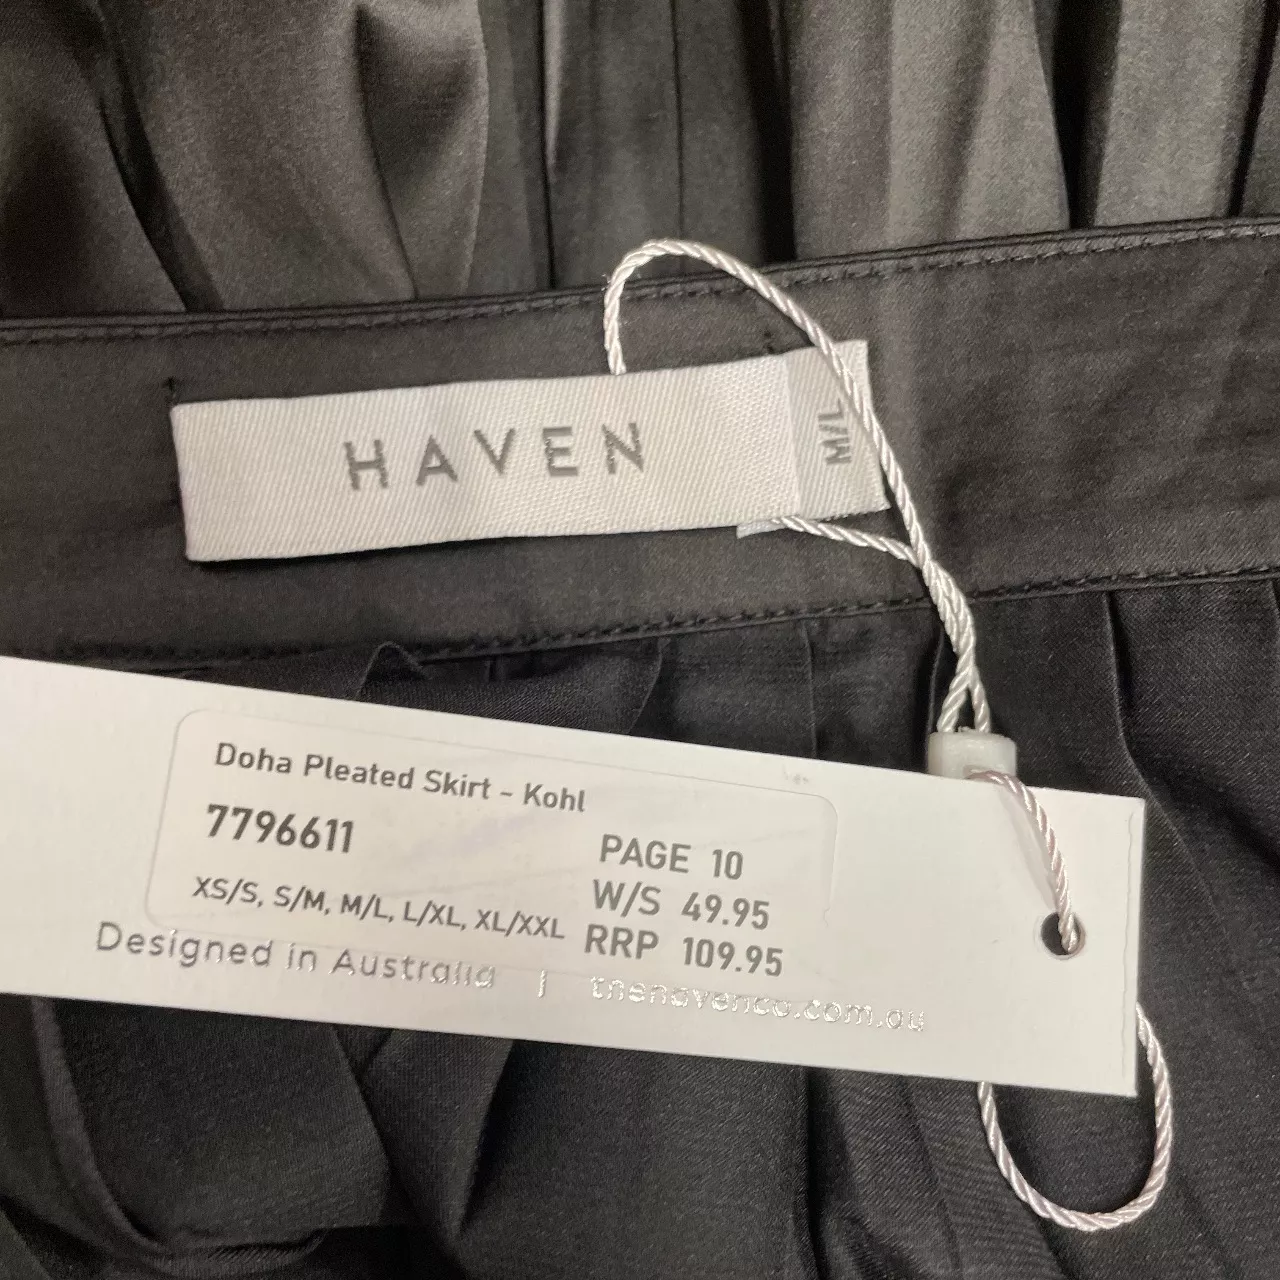 HAVEN
M/L
Doha Pleated Skirt - Kohl
7796611
PAGE 10
XS/S, S/M, M/L, L/XL, XL/XXL
W/S 49.95
RRP 109.95
Designed in Australia | thehavenco.com.au